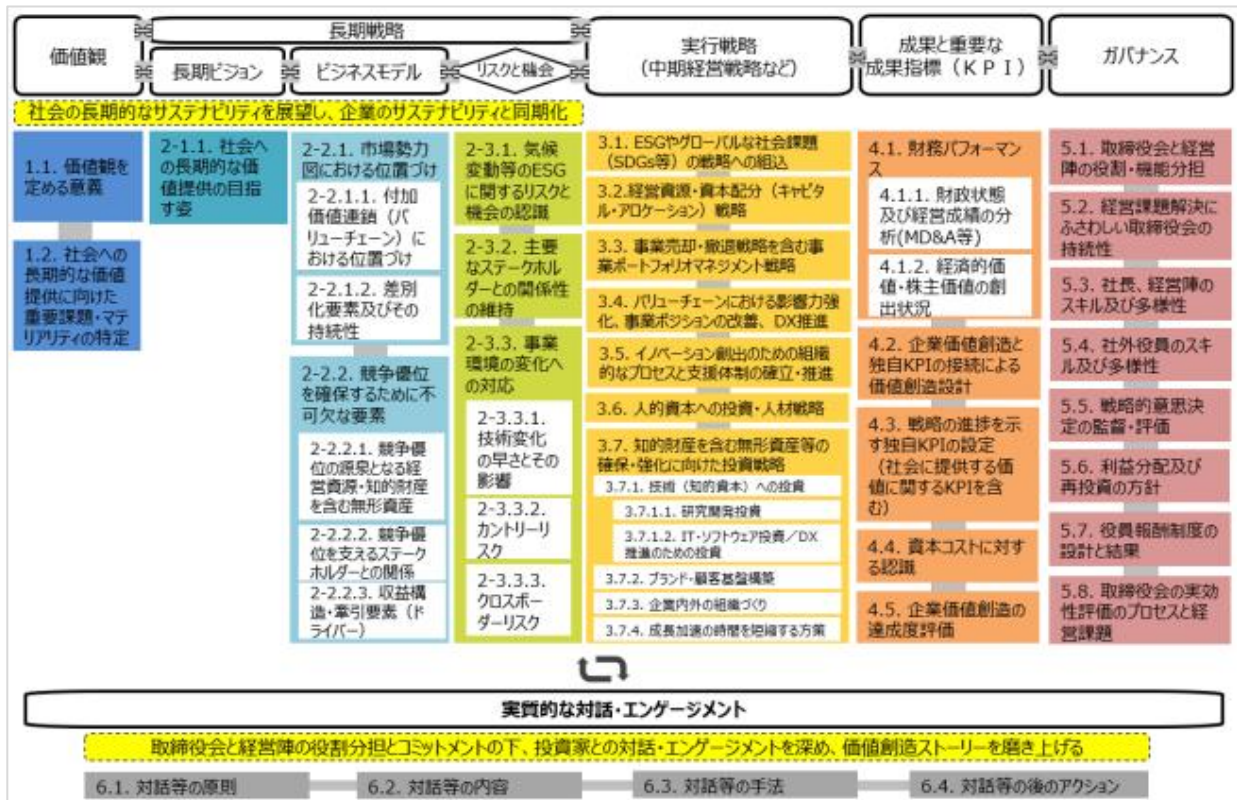 価値観
長期戦略
長期ビジョン
ビジネスモデル
リスクと機会
実行戦略
(中期経営戦略など)
成果と重要な
成果指標（ＫＰＩ）
ガバナンス
社会の長期的なサステナビリティを展望し、企業のサステナビリティと同期化
1.1. 価値観を
定める意義
1.2. 社会への
長期的な価値
提供に向けた
重要課題・マテ
リアリティの特定
2-1.1. 社会へ
の長期的な価
値提供の目指
す姿
2-2.1. 市場勢力
図における位置づけ
2-2.1.1. 付加
価値連鎖（バ
リューチェーン）に
おける位置づけ
2-2.1.2. 差別
化要素及びその
持続性
2-2.2. 競争優位
を確保するために不
可欠な要素
2-2.2.1. 競争優
位の源泉となる経
営資源・知的財産
を含む無形資産
2-2.2.2. 競争優
位を支えるステーク
ホルダーとの関係
2-2.2.3. 収益構
造・牽引要素（ド
ライバー）
2-3.1. 気候
変動等のESG
に関するリスクと
機会の認識
2-3.2. 主要
なステークホル
ダーとの関係性
の維持
2-3.3. 事業
環境の変化へ
の対応
2-3.3.1.
技術変化
の早さとその
影響
2-3.3.2.
カントリーリ
スク
2-3.3.3.
クロスボー
ダーリスク
3.1. ESGやグローバルな社会課題
(SDGs等）の戦略への組込
3.2.経営資源・資本配分（キャピ
タル・アロケーション）戦略
3.3. 事業売却・撤退戦略を含む事
業ポートフォリオマネジメント戦略
3.4. バリューチェーンにおける影響力強
化、事業ポジションの改善、DX推進
3.5. イノベーション創出のための組織
的なプロセスと支援体制の確立・推進
3.6. 人的資本への投資・人材戦略
3.7. 知的財産を含む無形資産等の
確保・強化に向けた投資戦略
3.7.1. 技術（知的資本）への投資
3.7.1.1. 研究開発投資
3.7.1.2. IT・ソフトウェア投資／DX
推進のための投資
3.7.2. ブランド・顧客基盤構築
3.7.3. 企業内外の組織づくり
3.7.4. 成長加速の時間を短縮する方策
4.1. 財務パフォーマ
ンス
4.1.1. 財政状態
及び経営成績の分
析(MD&A等)
4.1.2. 経済的価
値・株主価値の創
出状況
4.2. 企業価値創造と
独自KPIの接続による
価値創造設計
4.3. 戦略の進捗を示
す独自KPIの設定
（社会に提供する価
値に関するKPIを含
む）
4.4. 資本コストに対す
る認識
4.5. 企業価値創造の
達成度評価
5.1. 取締役会と経営
陣の役割・機能分担
5.2. 経営課題解決に
ふさわしい取締役会の
持続性
5.3. 社長、経営陣の
スキル及び多様性
5.4. 社外役員のスキ
ル及び多様性
5.5. 戦略的意思決
定の監督・評価
5.6. 利益分配及び
再投資の方針
5.7. 役員報酬制度の
設計と結果
5.8. 取締役会の実効
性評価のプロセスと経
営課題
実質的な対話・エンゲージメント
取締役会と経営陣の役割分担とコミットメントの下、投資家との対話・エンゲージメントを深め、価値創造ストーリーを磨き上げる
6.1. 対話等の原則
6.2. 対話等の内容
6.3. 対話等の手法
6.4. 対話等の後のアクション